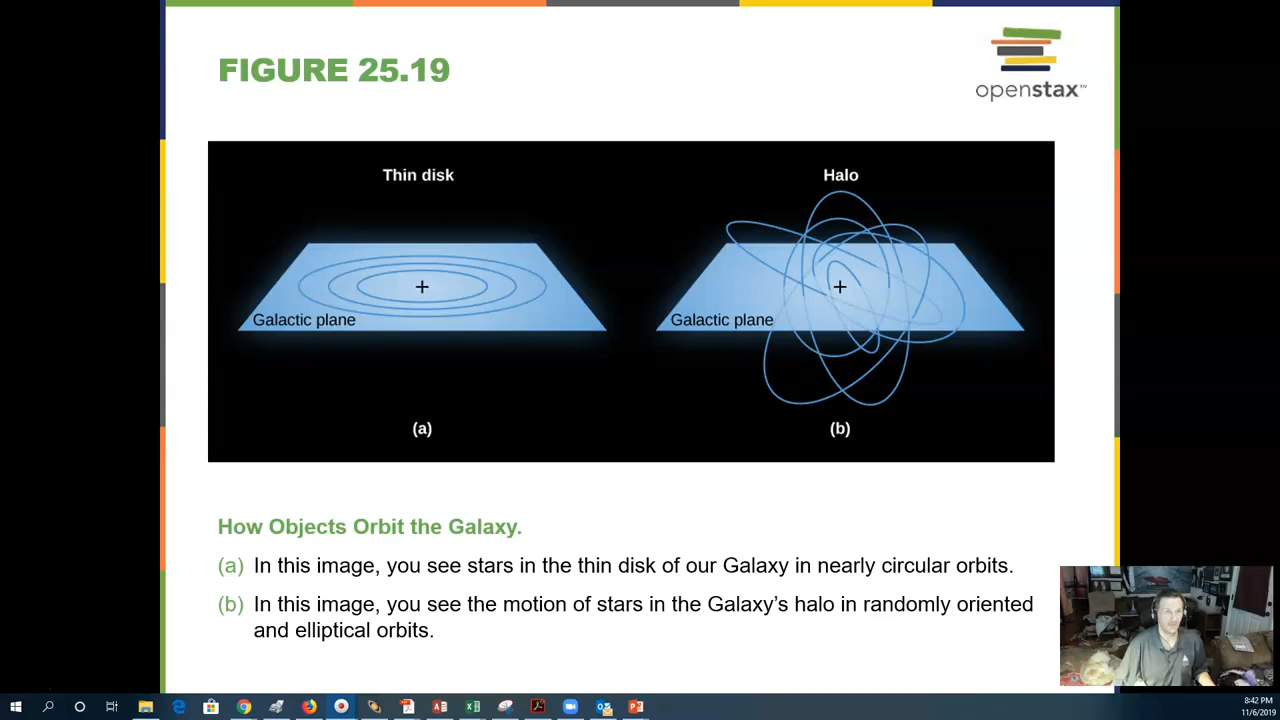 FIGURE 25.19
openstax™
Thin disk
Halo
Galactic plane
Galactic plane
(a)
(b)
How Objects Orbit the Galaxy.
(a) In this image, you see stars in the thin disk of our Galaxy in nearly circular orbits.
(b) In this image, you see the motion of stars in the Galaxy’s halo in randomly oriented
and elliptical orbits.
8:42 PM
11/6/2019